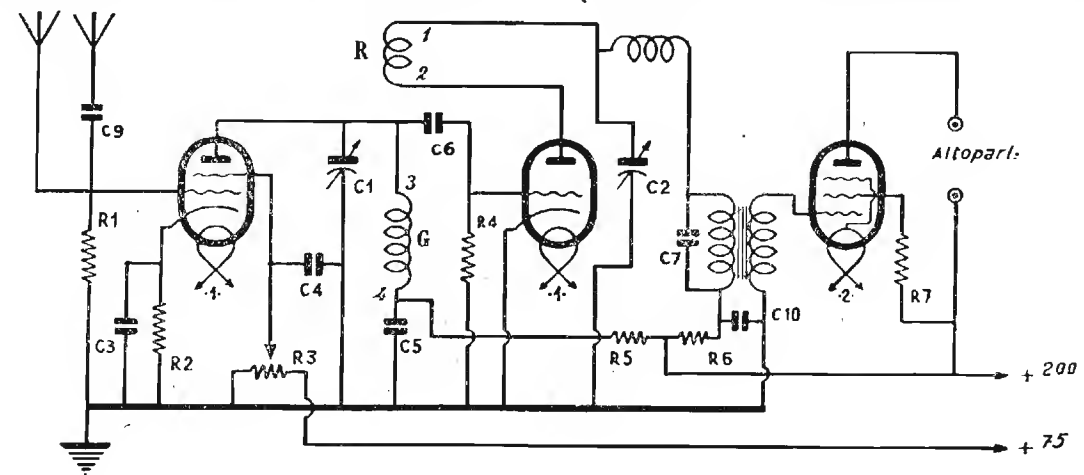 R
1
2
C9
C6
Altoparl:
3
C1
C2
R1
R4
G
C7
C4
·1·
·1·
·2·
R7
4
C10
C3
C5
R2
R3
R5
R6
+ 200
+ 75